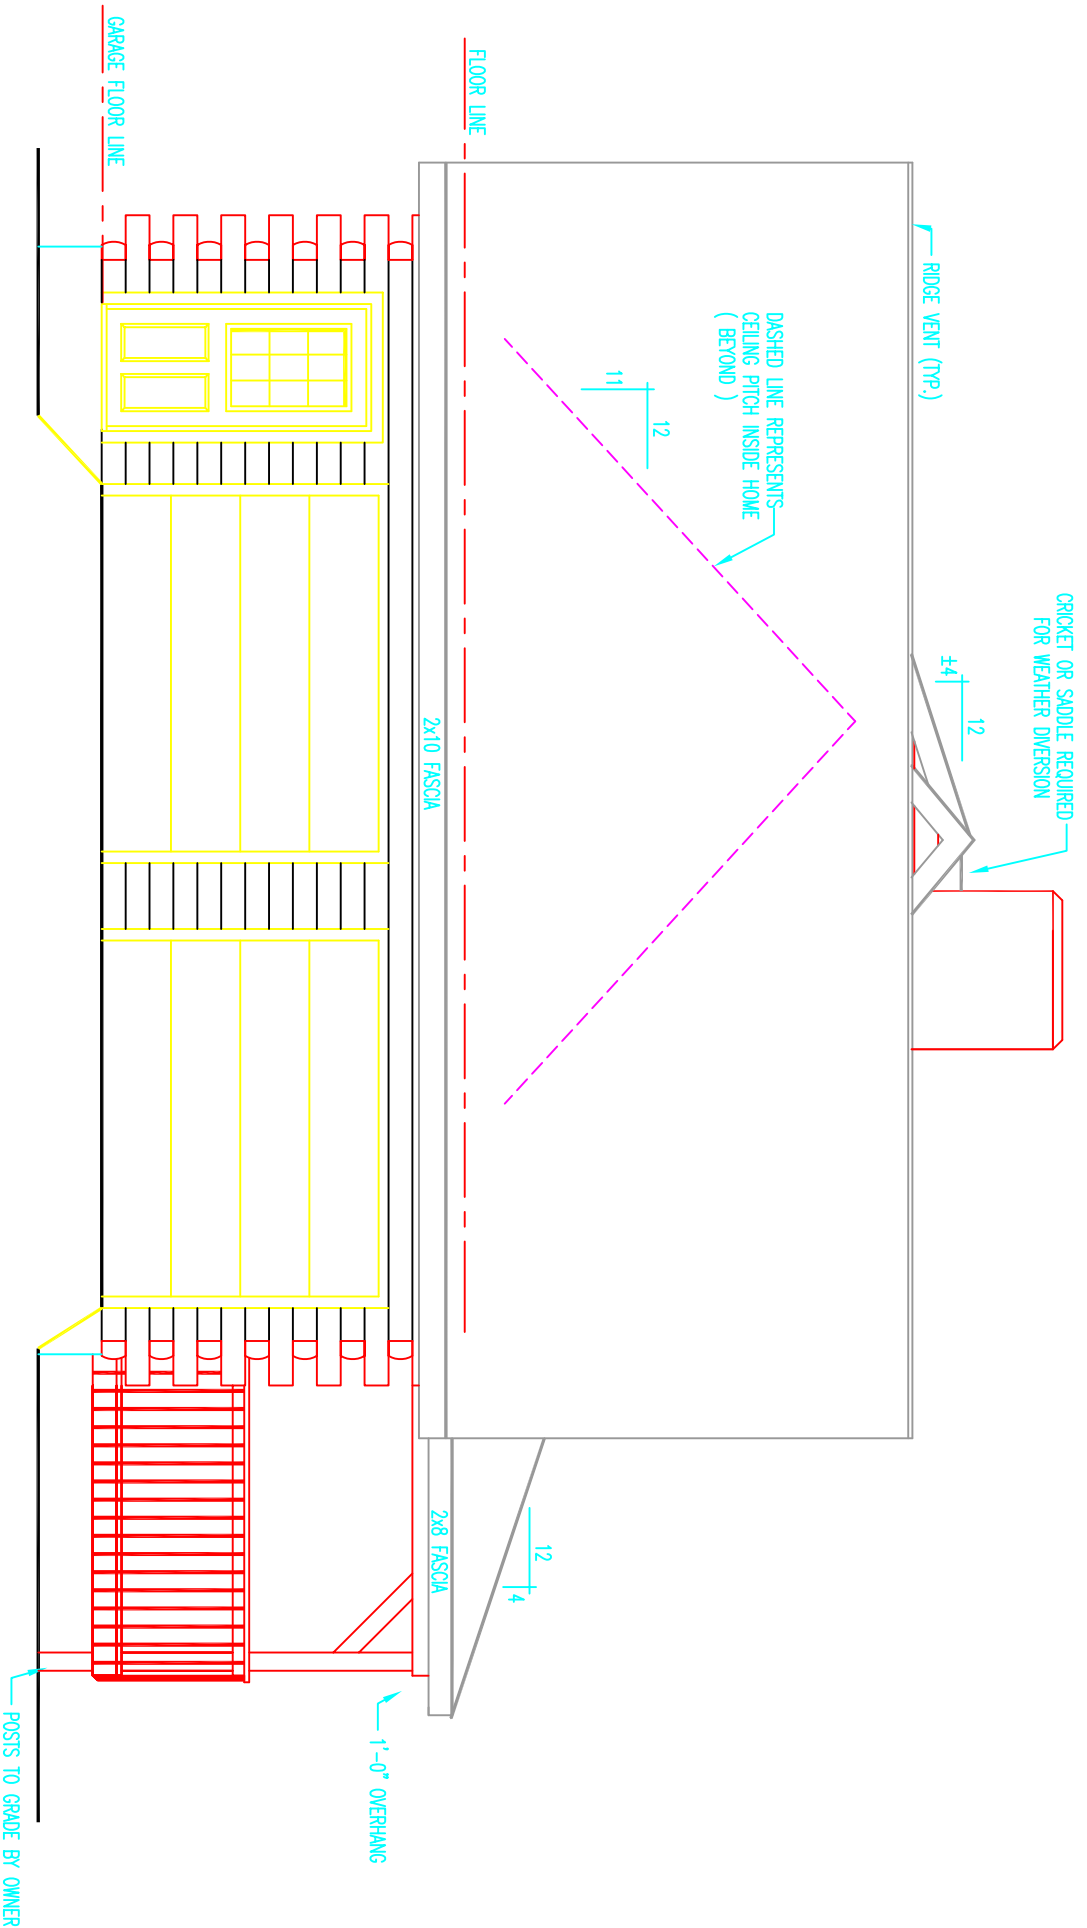 CRICKET OR SADDLE REQUIRED
FOR WEATHER DIVERSION
12
±4
RIDGE VENT (TYP.)
DASHED LINE REPRESENTS
CEILING PITCH INSIDE HOME
( BEYOND )
12
11
12
4
FLOOR LINE
2x10 FASCIA
2x8 FASCIA
1'-0" OVERHANG
GARAGE FLOOR LINE
POSTS TO GRADE BY OWNER